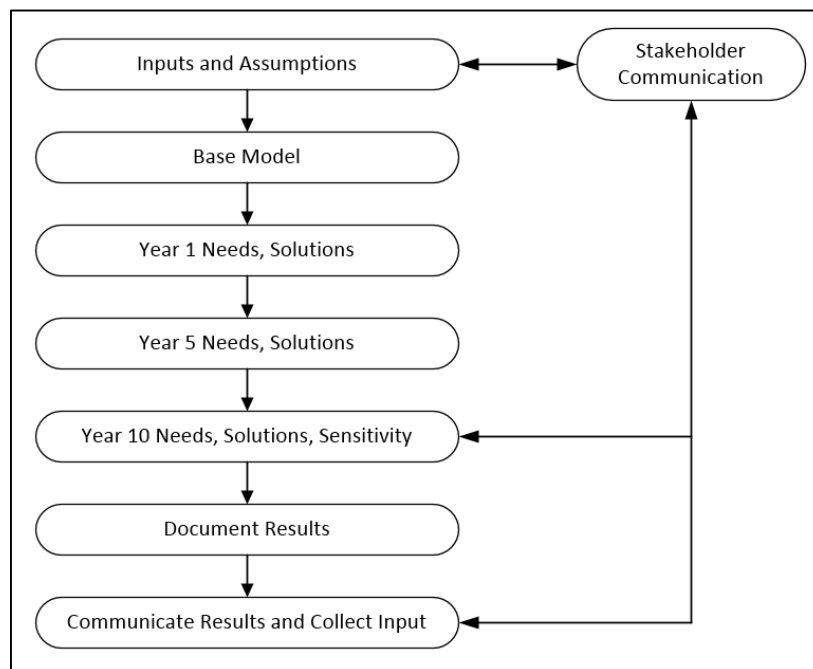 Inputs and Assumptions
Stakeholder
Communication
Base Model
Year 1 Needs, Solutions
Year 5 Needs, Solutions
Year 10 Needs, Solutions, Sensitivity
Document Results
Communicate Results and Collect Input